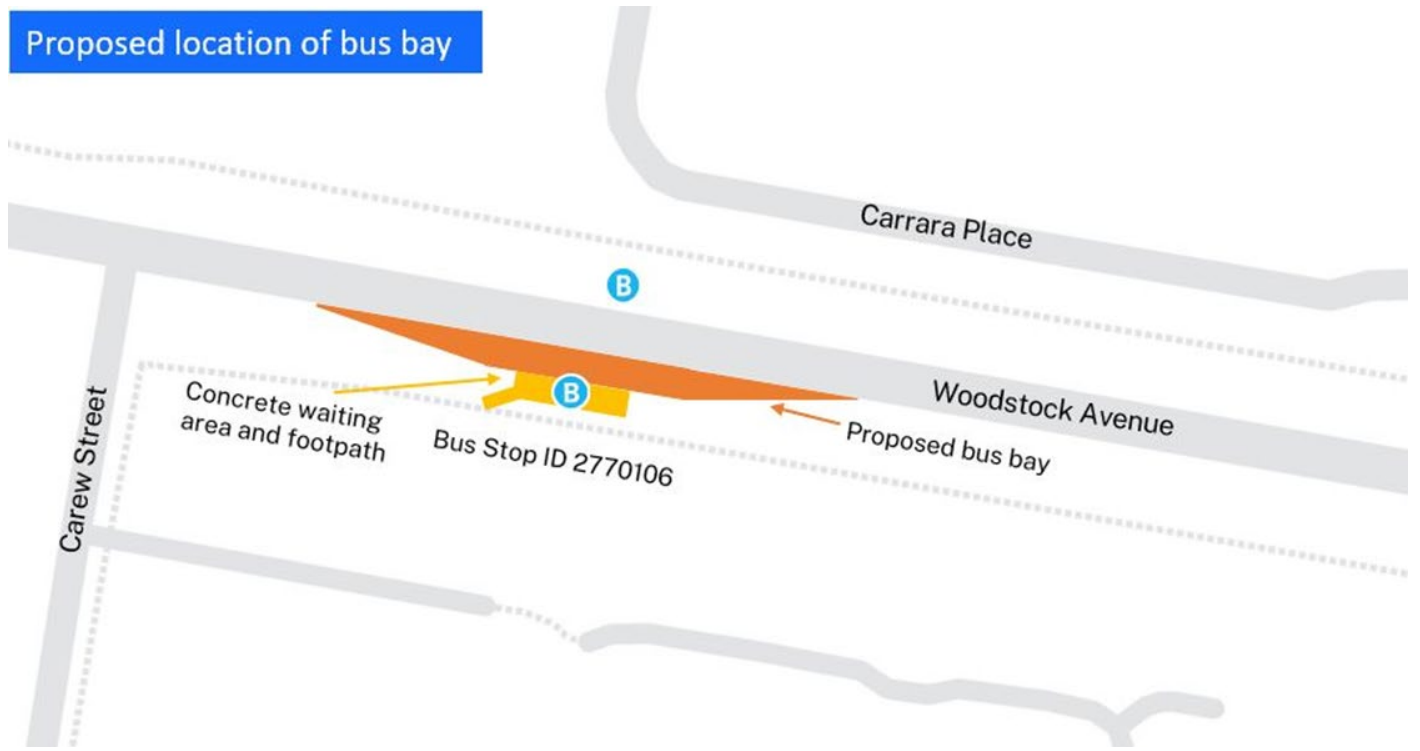 Proposed location of bus bay
Carrara Place
B
Woodstock Avenue
B
Concrete waiting
area and footpath
Bus Stop ID 2770106
Proposed bus bay
Carew Street